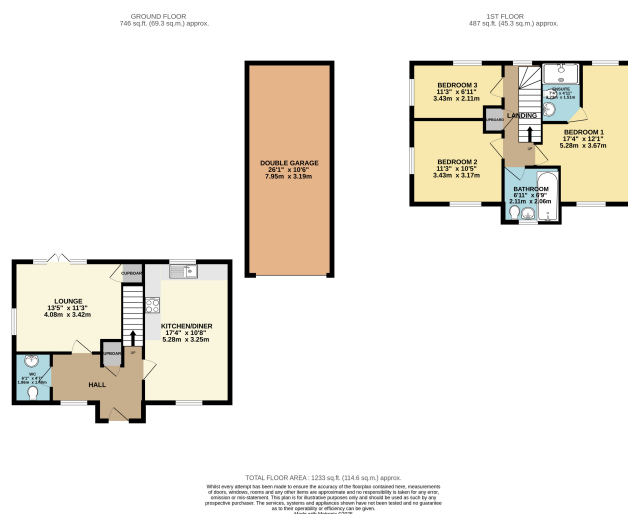 GROUND FLOOR
746 sq.ft. (69.3 sq.m.) approx.
1ST FLOOR
487 sq.ft. (45.3 sq.m.) approx.
BEDROOM 3
11'3" x 6'11"
3.43m x 2.11m
ENSUITE
CUPBOARD
LANDING
UP
BEDROOM 1
17'4" x 12'1"
5.28m x 3.67m
BEDROOM 2
11'3" x 10'5"
3.43m x 3.17m
BATHROOM
6'11" x 6'9"
2.11m x 2.06m
DOUBLE GARAGE
26'1" x 10'6"
7.95m x 3.19m
CUPBOARD
LOUNGE
13'5" x 11'3"
4.08m x 3.42m
KITCHEN/DINER
17'4" x 10'8"
5.28m x 3.25m
CUPBOARD
UP
WC
HALL
TOTAL FLOOR AREA : 1233 sq.ft. (114.6 sq.m.) approx.
Whilst every attempt has been made to ensure the accuracy of the floorplan contained here, measurements
of doors, windows, rooms and any other items are approximate and no responsibility is taken for any error,
omission or mis-statement. This plan is for illustrative purposes only and should be used as such by any
prospective purchaser. The services, systems and appliances shown have not been tested and no guarantee
as to their operability or efficiency can be given.
Made with Metropix ©2025